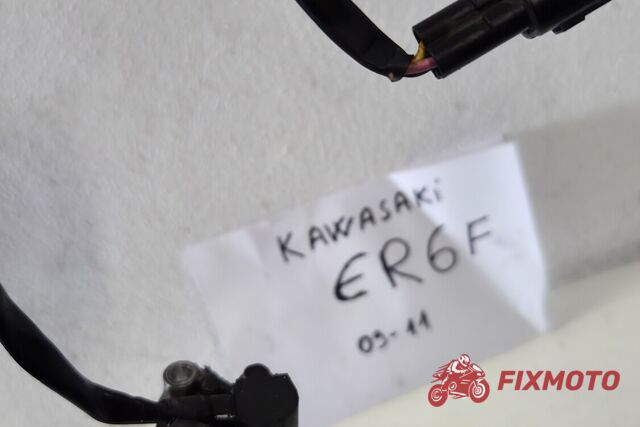 KAWASAKi
ER6F
09-11
FIXMOTO